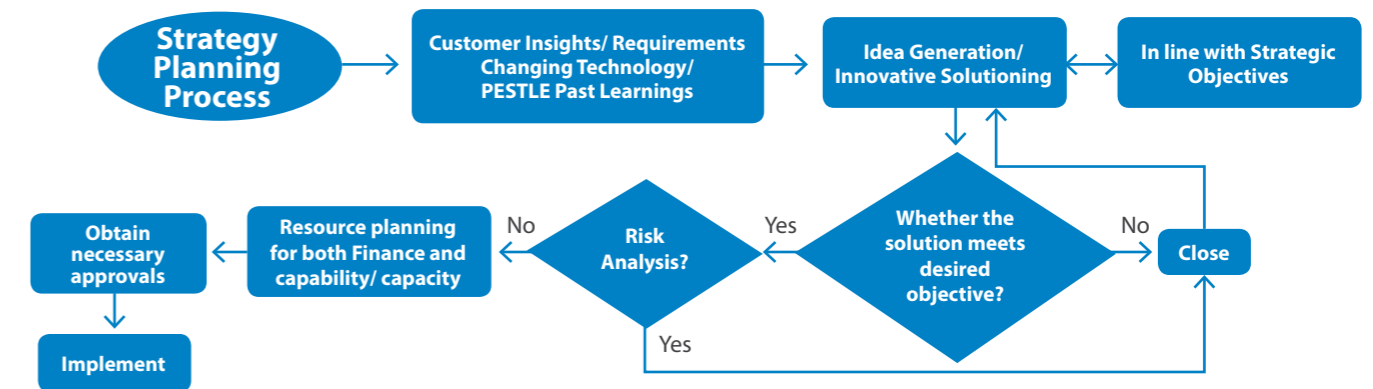 Strategy
Planning
Process
Customer Insights/ Requirements
Changing Technology/
PESTLE Past Learnings
Idea Generation/
Innovative Solutioning
In line with Strategic
Objectives
Whether the
solution meets
desired
objective?
No
Close
Yes
Risk
Analysis?
Yes
No
Resource planning
for both Finance and
capability/ capacity
Obtain
necessary
approvals
Implement